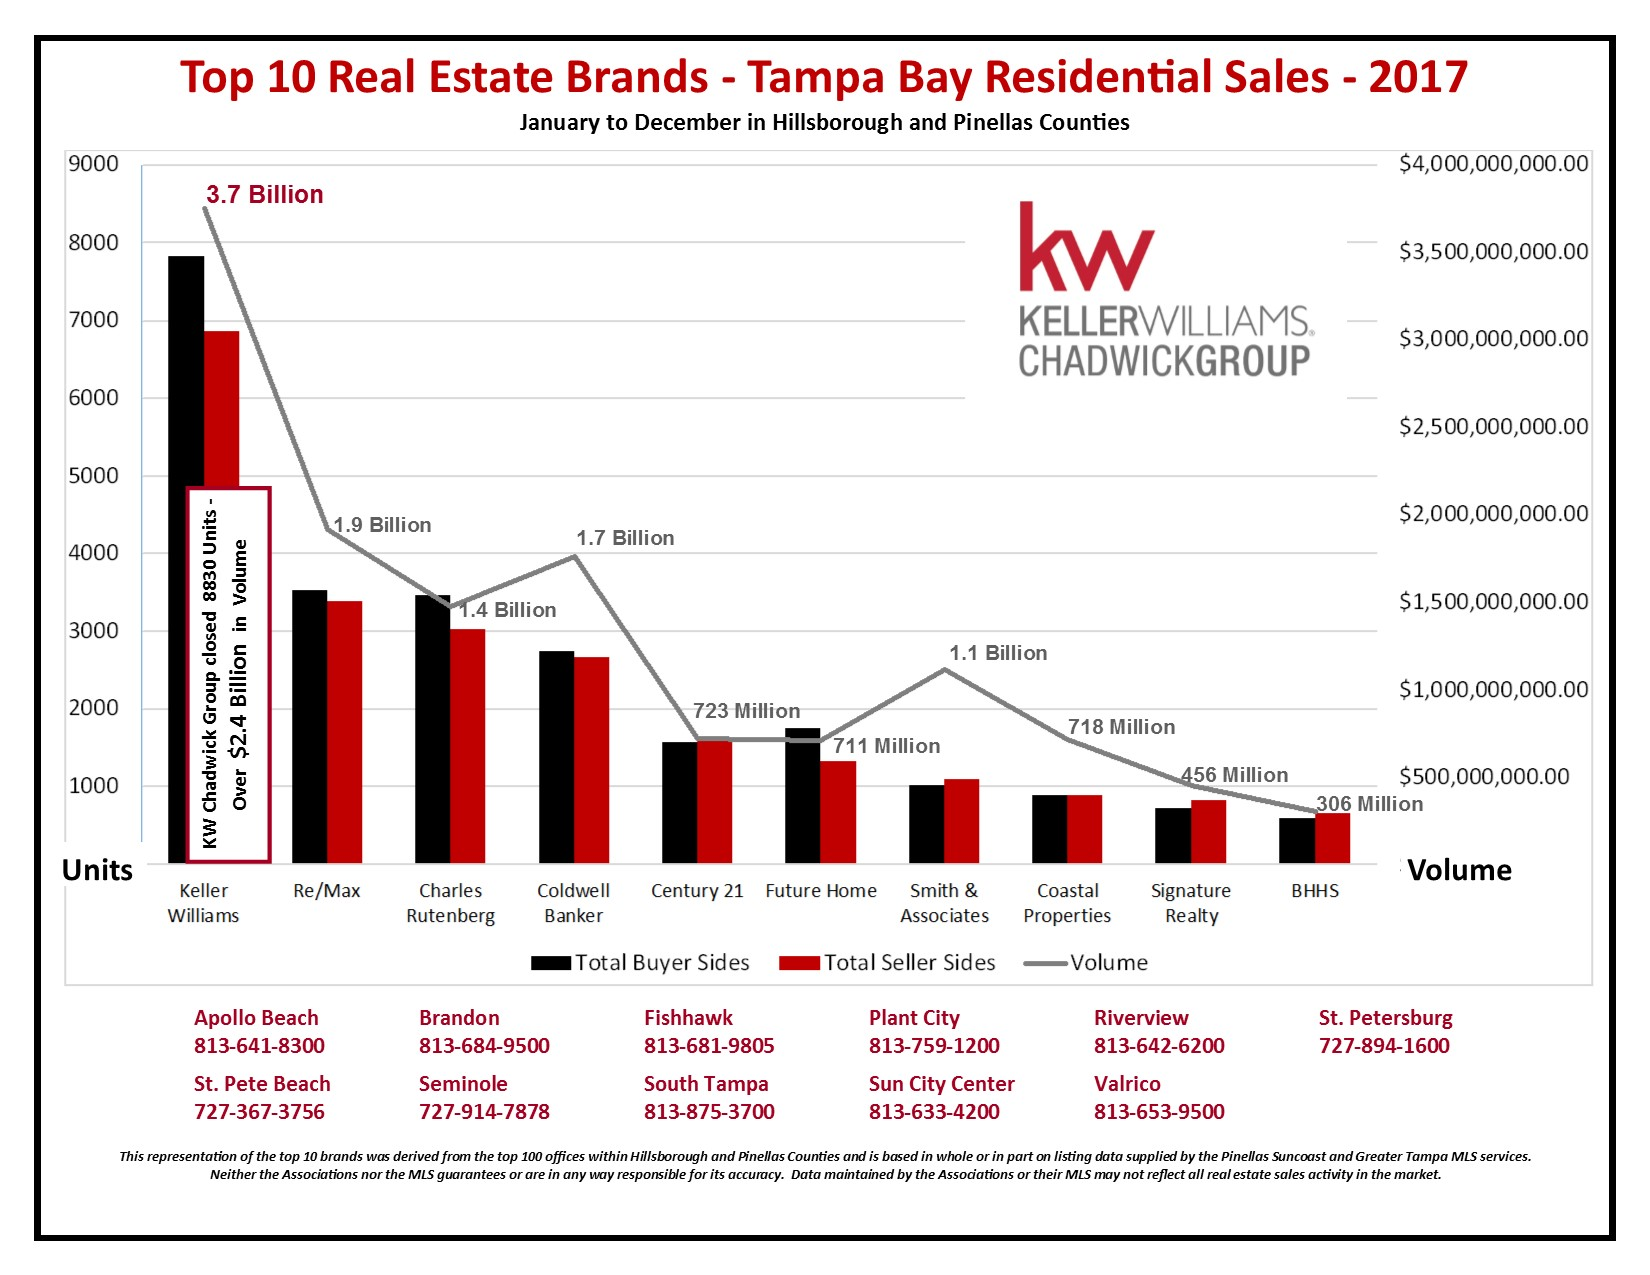 Top 10 Real Estate Brands - Tampa Bay Residential Sales - 2017
January to December in Hillsborough and Pinellas Counties
9000
8000
7000
6000
5000
4000
3000
2000
1000
Units
$4,000,000,000.00
$3,500,000,000.00
$3,000,000,000.00
$2,500,000,000.00
$2,000,000,000.00
$1,500,000,000.00
$1,000,000,000.00
$500,000,000.00
Volume
3.7 Billion
1.9 Billion
1.4 Billion
1.7 Billion
723 Million
711 Million
1.1 Billion
718 Million
456 Million
306 Million
kw
KELLERWILLIAMS®
CHADWICKGROUP
KW Chadwick Group closed 8830 Units -
Over $2.4 Billion in Volume
Keller
Williams
Re/Max
Charles
Rutenberg
Coldwell
Banker
Century 21
Future Home
Smith &
Associates
Coastal
Properties
Signature
Realty
BHHS
Total Buyer Sides
Total Seller Sides
Volume
Apollo Beach
813-641-8300
Brandon
813-684-9500
Fishhawk
813-681-9805
Plant City
813-759-1200
Riverview
813-642-6200
St. Petersburg
727-894-1600
St. Pete Beach
727-367-3756
Seminole
727-914-7878
South Tampa
813-875-3700
Sun City Center
813-633-4200
Valrico
813-653-9500
This representation of the top 10 brands was derived from the top 100 offices within Hillsborough and Pinellas Counties and is based in whole or in part on listing data supplied by the Pinellas Suncoast and Greater Tampa MLS services.
Neither the Associations nor the MLS guarantees or are in any way responsible for its accuracy. Data maintained by the Associations or their MLS may not reflect all real estate sales activity in the market.